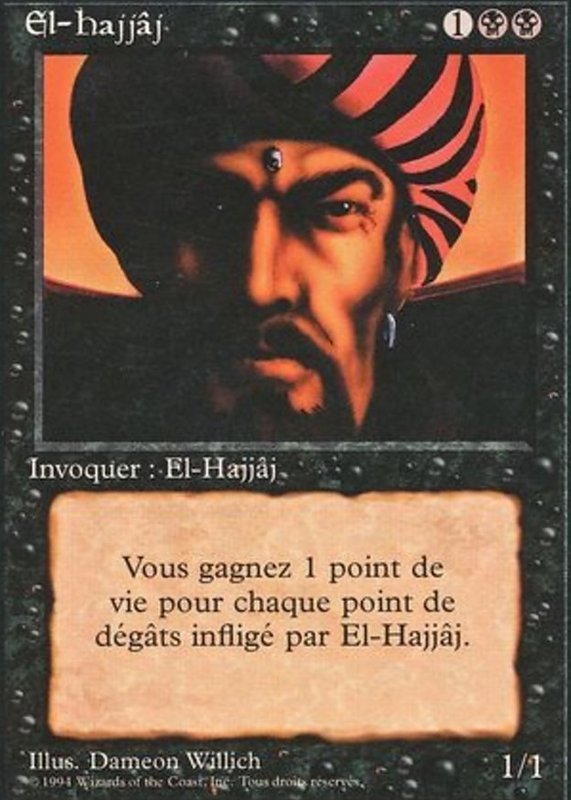 El-Hajjâj 1
Invoquer : El-Hajjâj
Vous gagnez 1 point de
vie pour chaque point de
dégâts infligé par El-Hajjâj.
Illus. Dameon Willich
1/1
© 1994 Wizards of the Coast, Inc. Tous droits réservés.